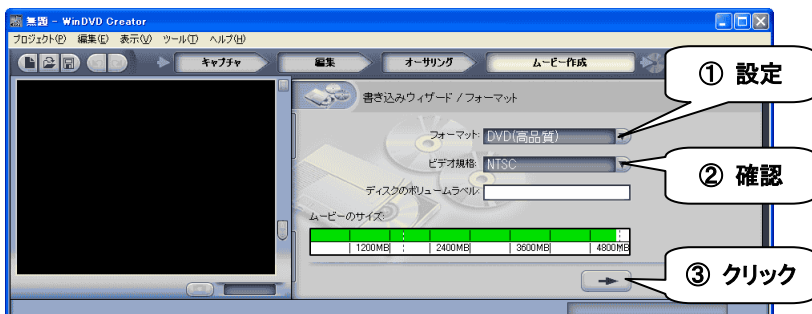 無題 - WinDVD Creator
プロジェクト(P) 編集(E) 表示(V) ツール(T) ヘルプ(H)
キャプチャ 編集 オーサリング ムービー作成
書き込みウィザード / フォーマット
フォーマット: DVD(高品質)
ビデオ規格: NTSC
ディスクのボリュームラベル:
ムービーのサイズ:
1200MB 2400MB 3600MB 4800MB
① 設定
② 確認
③ クリック